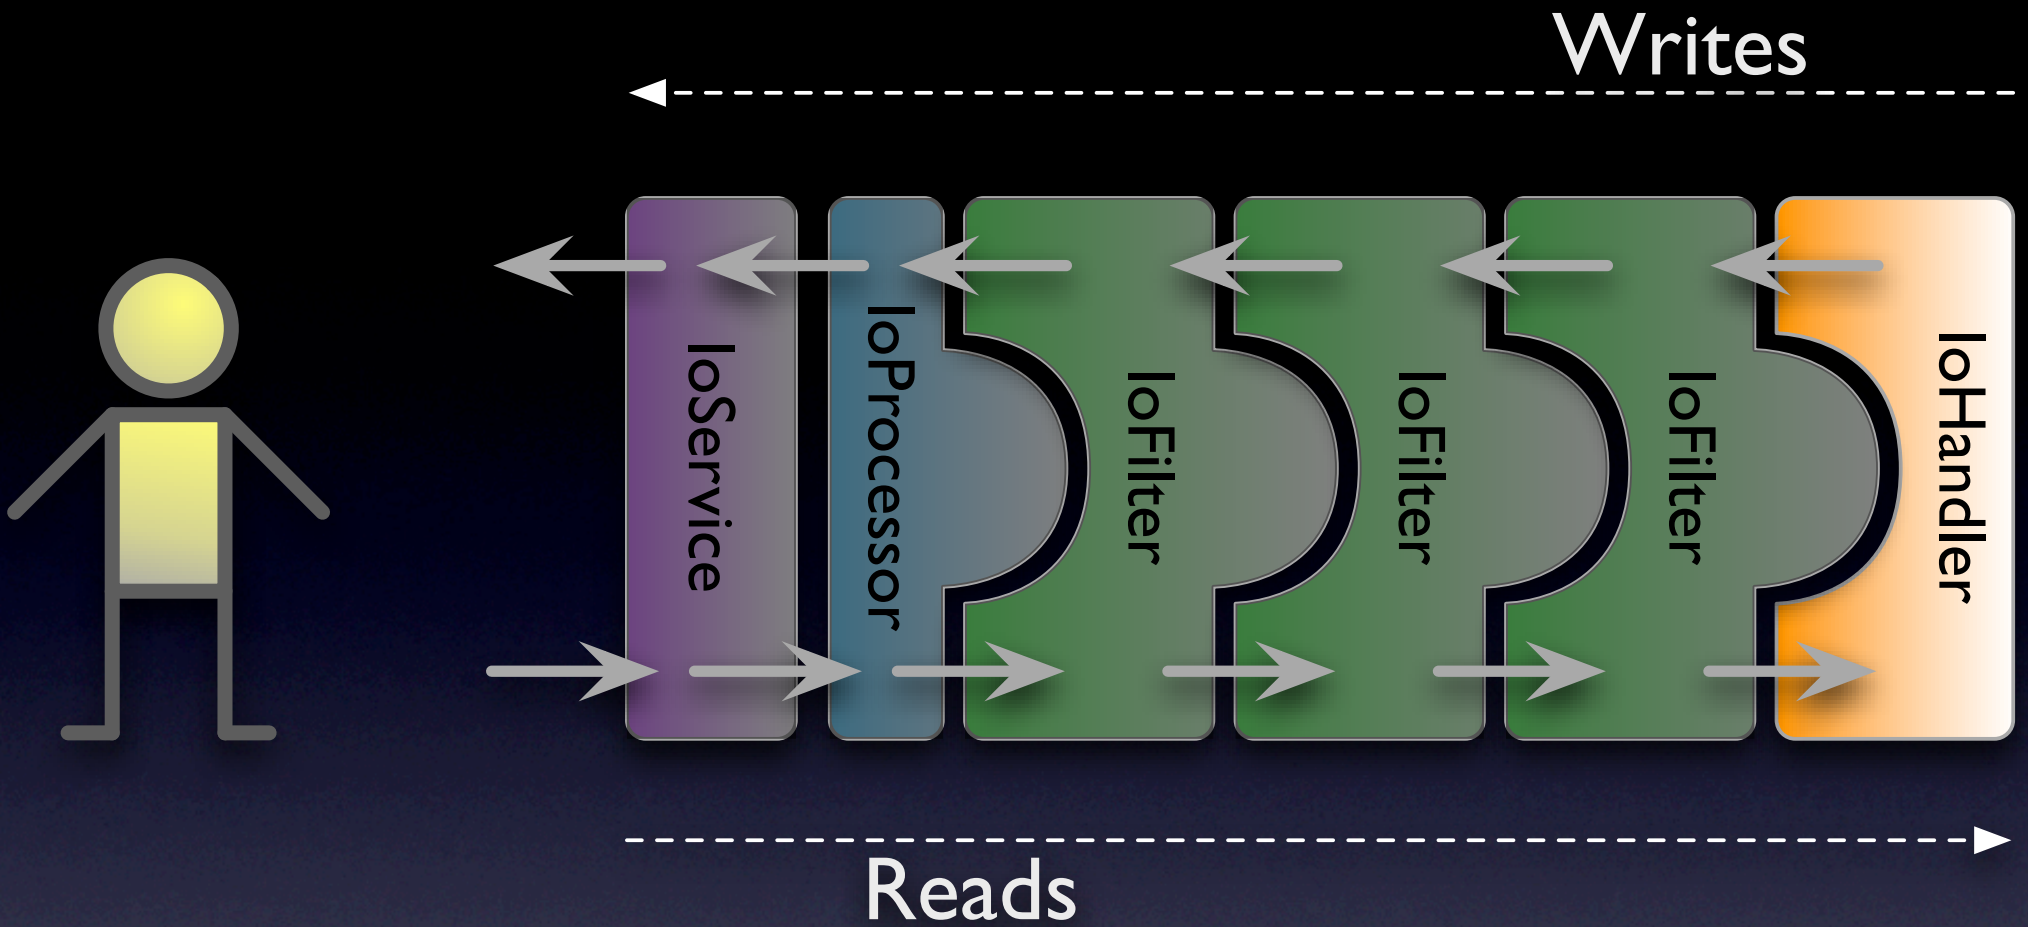 Writes
IoService
IoProcessor
IoFilter
IoFilter
IoFilter
IoHandler
Reads